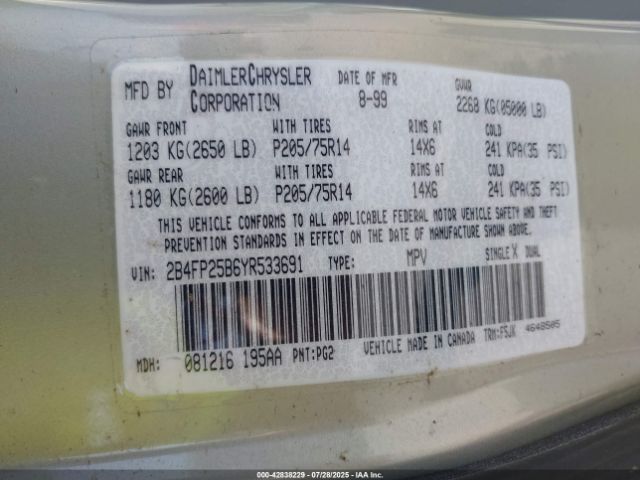 MFD BY DAIMLERCHRYSLER CORPORATION DATE OF MFR 8-99 GVWR 2268 KG(05000 LB)
GAWR FRONT WITH TIRES RIMS AT COLD
1203 KG(2650 LB) P205/75R14 14X6 241 KPA(35 PSI)
GAWR REAR WITH TIRES RIMS AT COLD
1180 KG(2600 LB) P205/75R14 14X6 241 KPA(35 PSI)
THIS VEHICLE CONFORMS TO ALL APPLICABLE FEDERAL MOTOR VEHICLE SAFETY AND THEFT
PREVENTION STANDARDS IN EFFECT ON THE DATE OF MANUFACTURE SHOWN ABOVE.
VIN: 2B4FP25B6YR533691 TYPE: MPV SINGLE X DUAL
MDH: 081216 195AA PNT:PG2 VEHICLE MADE IN CANADA TRM:F5JK 4648505
000-42838229 - 07/28/2025 - IAA Inc.